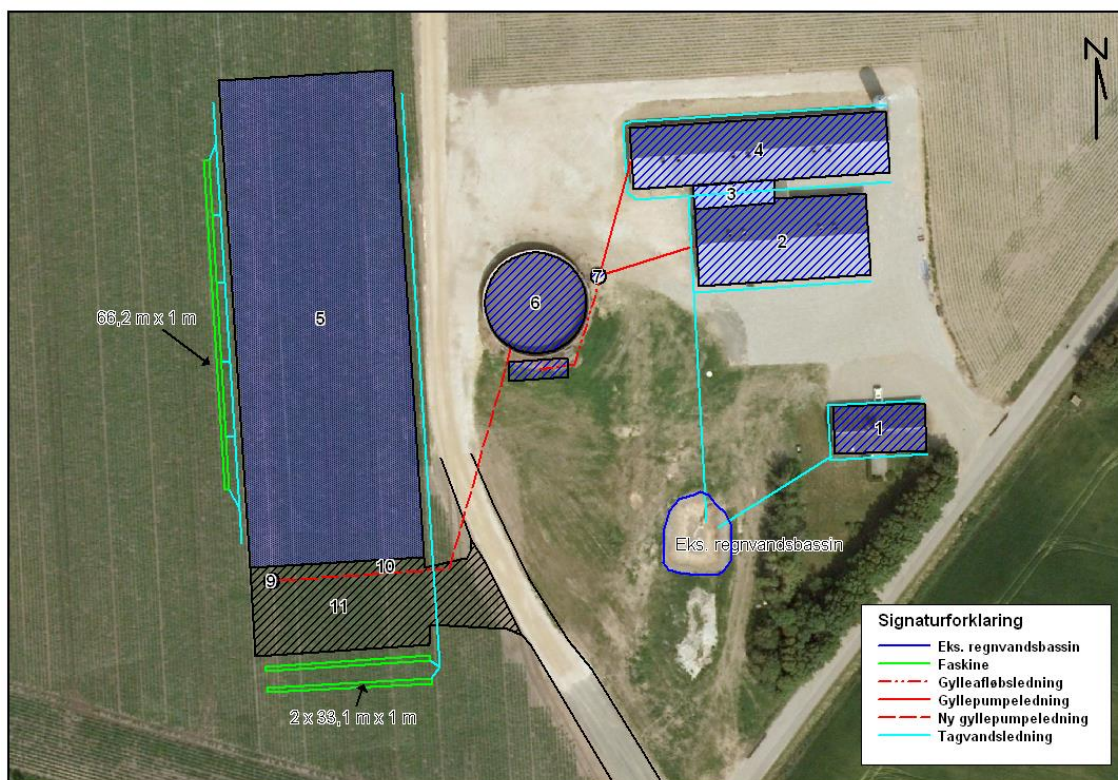 N
4
3
2
7
6
5
66,2 m x 1 m
1
Eks. regnvandsbassin
10
9
11
2 x 33,1 m x 1 m
Signaturforklaring
Eks. regnvandsbassin
Faskine
Gylleafløbsledning
Gyllepumpeledning
Ny gyllepumpeledning
Tagvandsledning